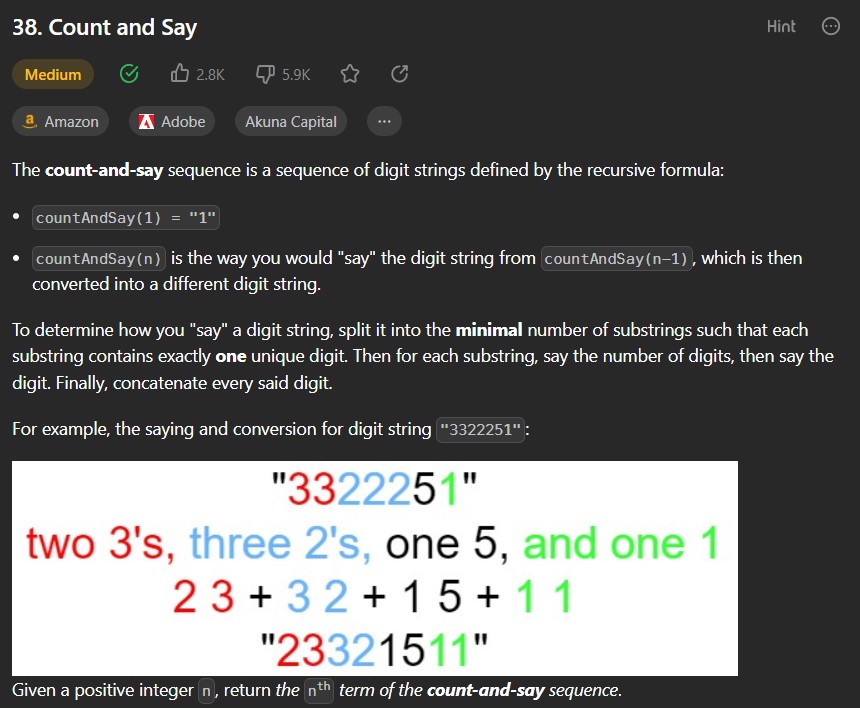 38. Count and Say
Hint
Medium
2.8K
5.9K
Amazon
Adobe
Akuna Capital
The count-and-say sequence is a sequence of digit strings defined by the recursive formula:
• countAndSay(1) = "1"
• countAndSay(n) is the way you would "say" the digit string from countAndSay(n-1), which is then
converted into a different digit string.
To determine how you "say" a digit string, split it into the minimal number of substrings such that each
substring contains exactly one unique digit. Then for each substring, say the number of digits, then say the
digit. Finally, concatenate every said digit.
For example, the saying and conversion for digit string "3322251":
"3322251"
two 3's, three 2's, one 5, and one 1
2 3 + 3 2 + 1 5 + 1 1
"23321511"
Given a positive integer n, return the nth term of the count-and-say sequence.